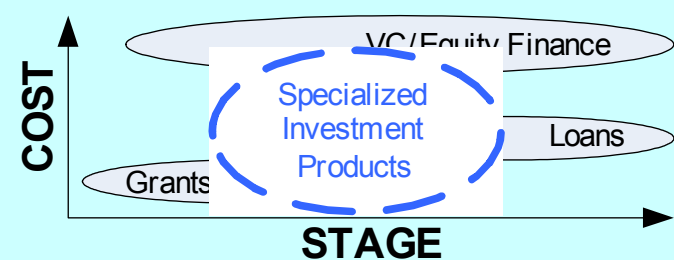 VC/Equity Finance
COST
Specialized
Investment
Products
Loans
Grants
STAGE